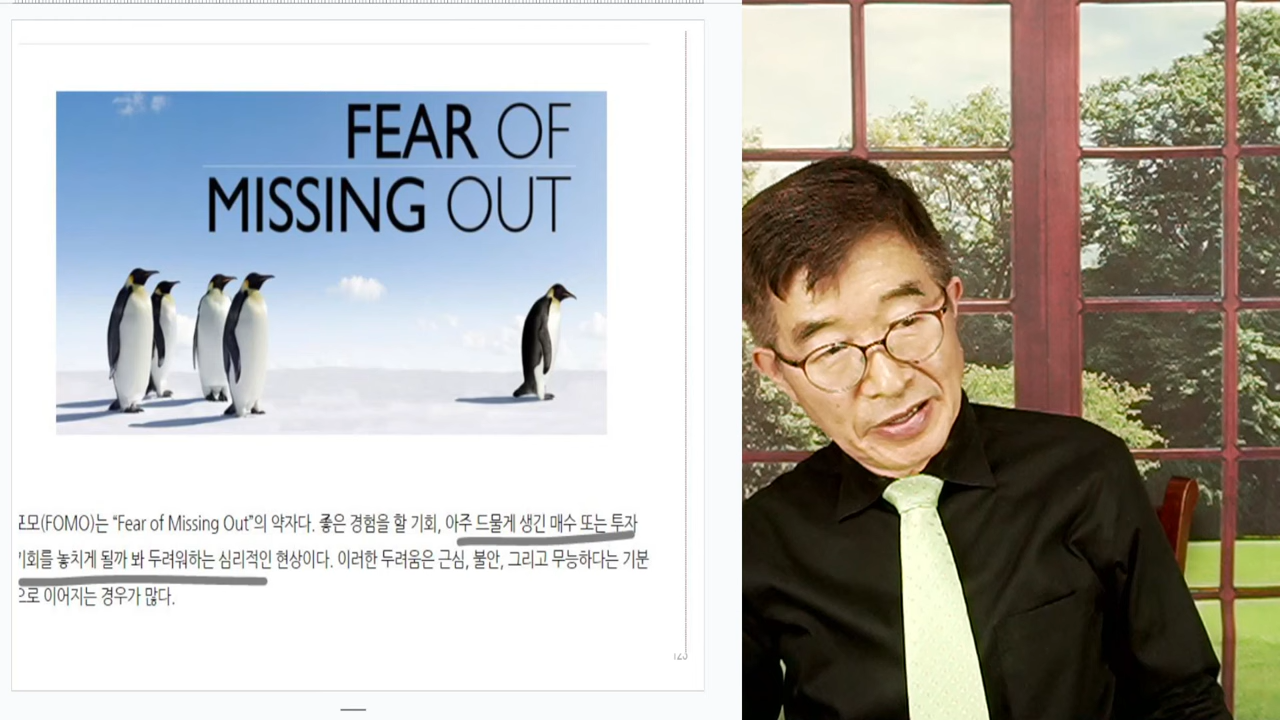 FEAR OF
MISSING OUT
포모(FOMO)는 “Fear of Missing Out”의 약자다. 좋은 경험을 할 기회, 아주 드물게 생긴 매수 또는 투자
기회를 놓치게 될까 봐 두려워하는 심리적인 현상이다. 이러한 두려움은 근심, 불안, 그리고 무능하다는 기분
으로 이어지는 경우가 많다.